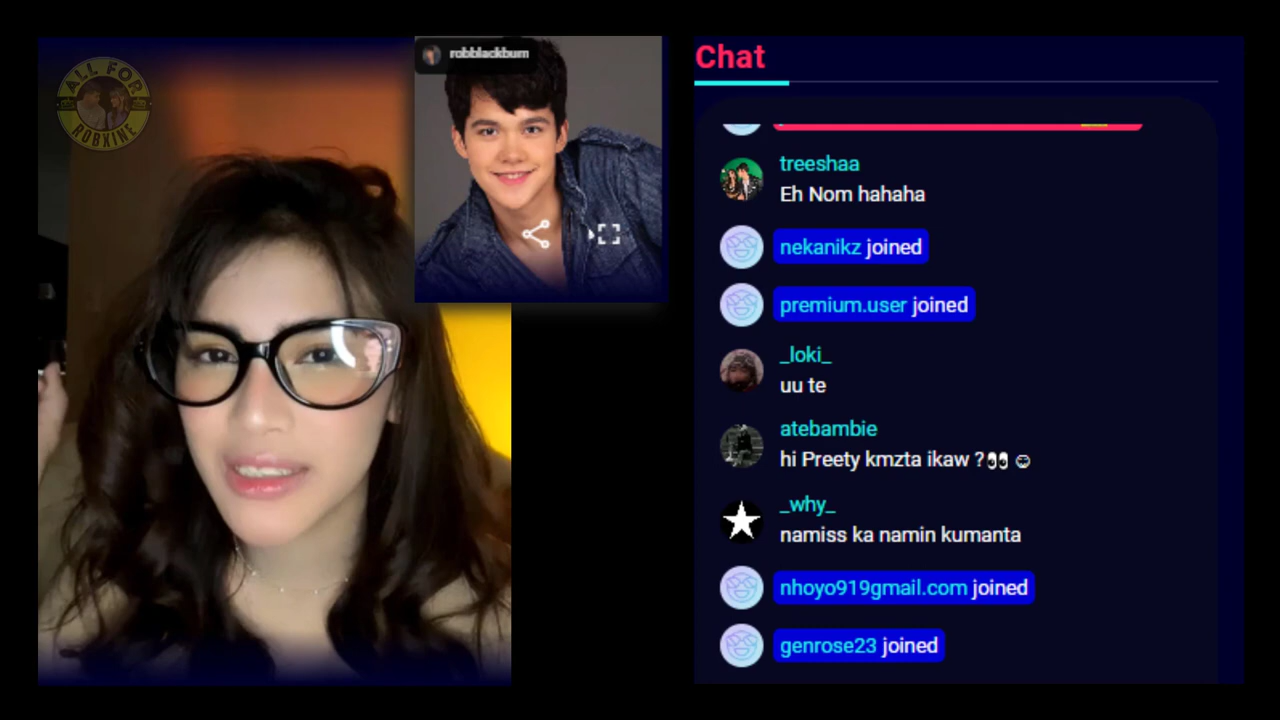 ALL FOR
ROBXINE
robblackburn
Chat
treeshaa
Eh Nom hahaha
nekanikz joined
premium.user joined
_loki_
uu te
atebambie
hi Preety kmzta ikaw ?👀 😍
_why_
namiss ka namin kumanta
nhoyo919gmail.com joined
genrose23 joined